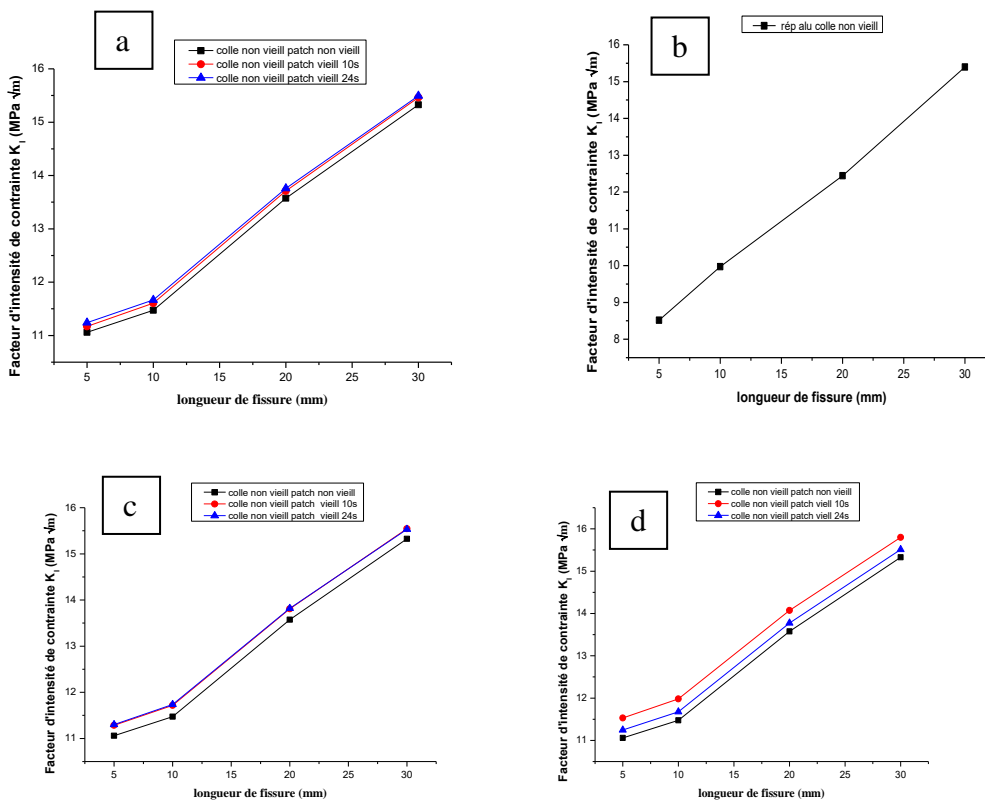 a
colle non vieill patch non vieill
colle non vieill patch vieill 10s
colle non vieill patch vieill 24s
16
15
14
13
12
11
5 10 15 20 25 30
Facteur d'intensité de contrainte K_I (MPa √m)
longueur de fissure (mm)
b
rép alu colle non vieill
16
15
14
13
12
11
10
9
8
5 10 15 20 25 30
Facteur d'intensité de contrainte K_I (MPa √m)
longueur de fissure (mm)
c
colle non vieill patch non vieill
colle non vieill patch vieill 10s
colle non vieill patch vieill 24s
16
15
14
13
12
11
5 10 15 20 25 30
Facteur d'intensité de contrainte K_I (MPa √m)
longueur de fissure (mm)
d
colle non vieill patch non vieill
colle non vieill patch viell 10s
colle non vieill patch vieill 24s
16
15
14
13
12
11
5 10 15 20 25 30
Facteur d'intensité de contrainte K_I (MPa √m)
longueur de fissure (mm)